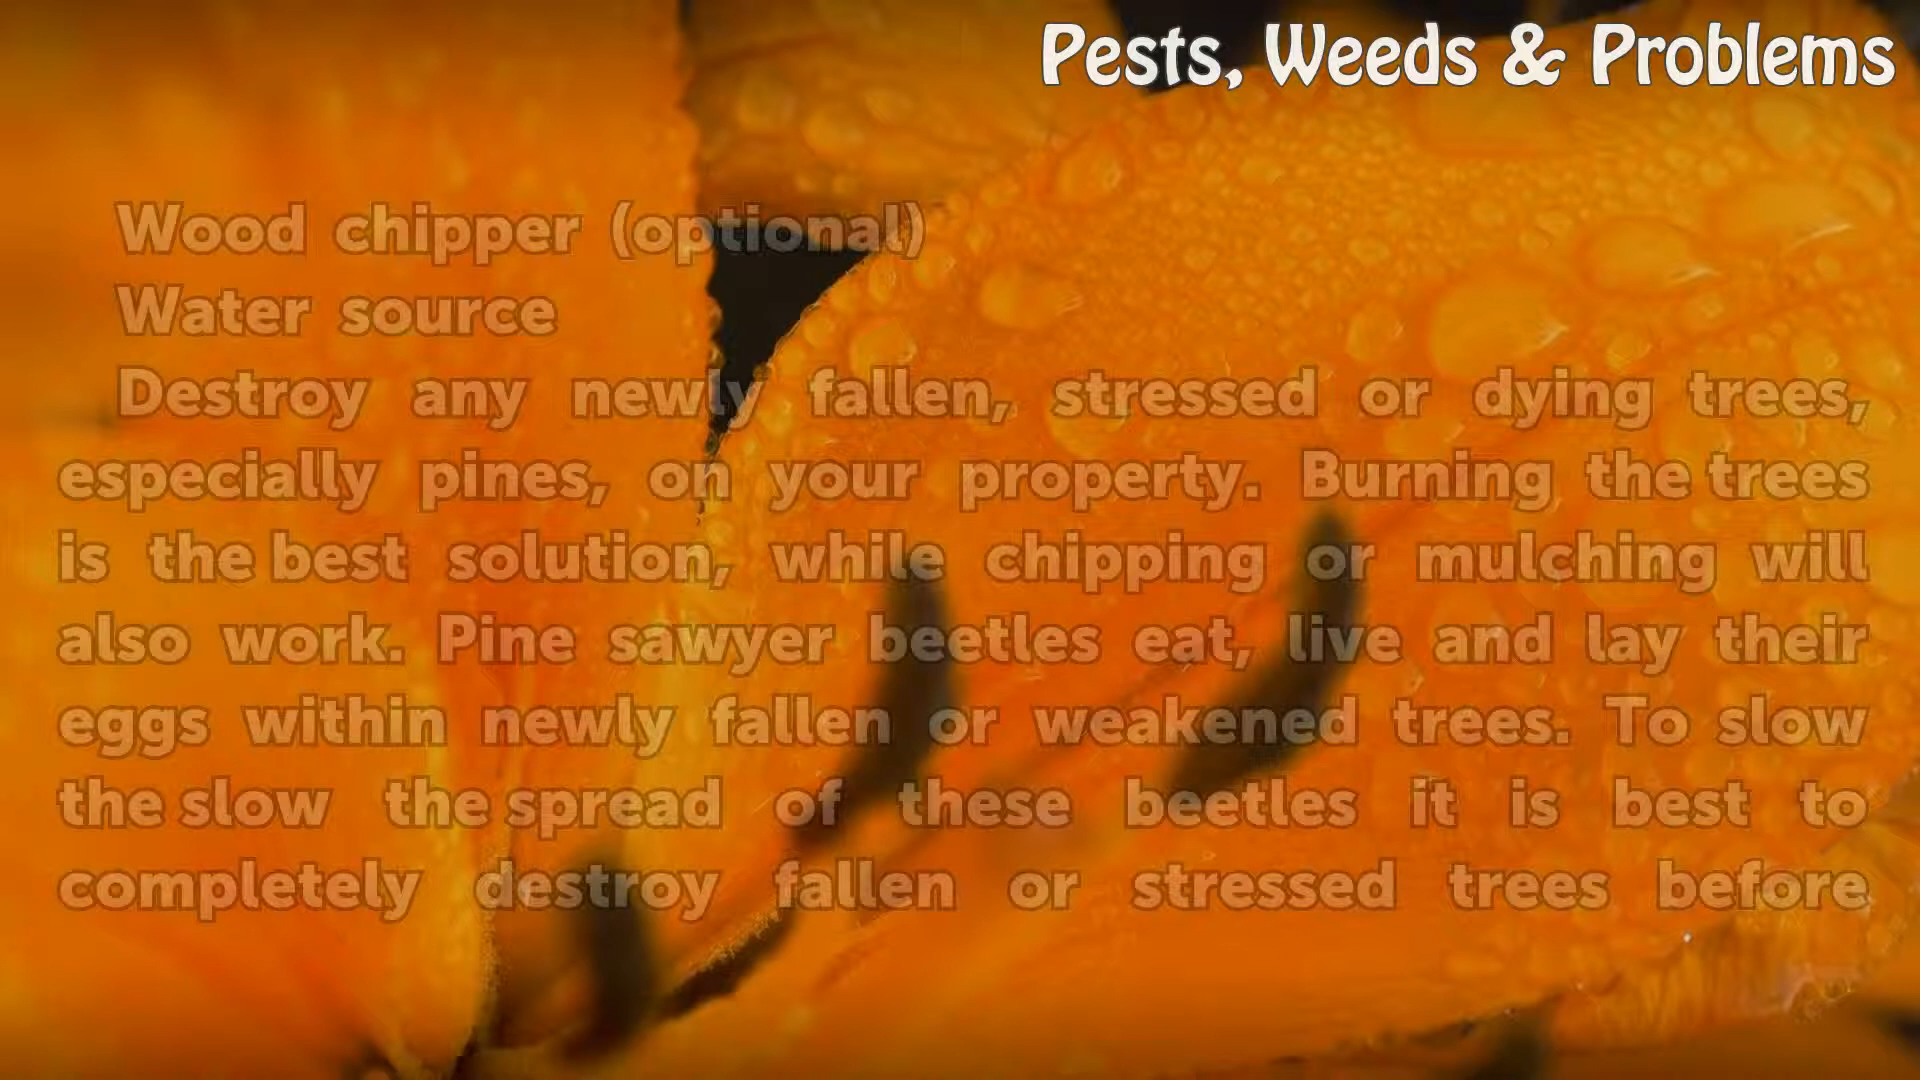 Pests, Weeds & Problems
Wood chipper (optional)
Water source
Destroy any newly fallen, stressed or dying trees,
especially pines, on your property. Burning the trees
is the best solution, while chipping or mulching will
also work. Pine sawyer beetles eat, live and lay their
eggs within newly fallen or weakened trees. To slow
the slow the spread of these beetles it is best to
completely destroy fallen or stressed trees before